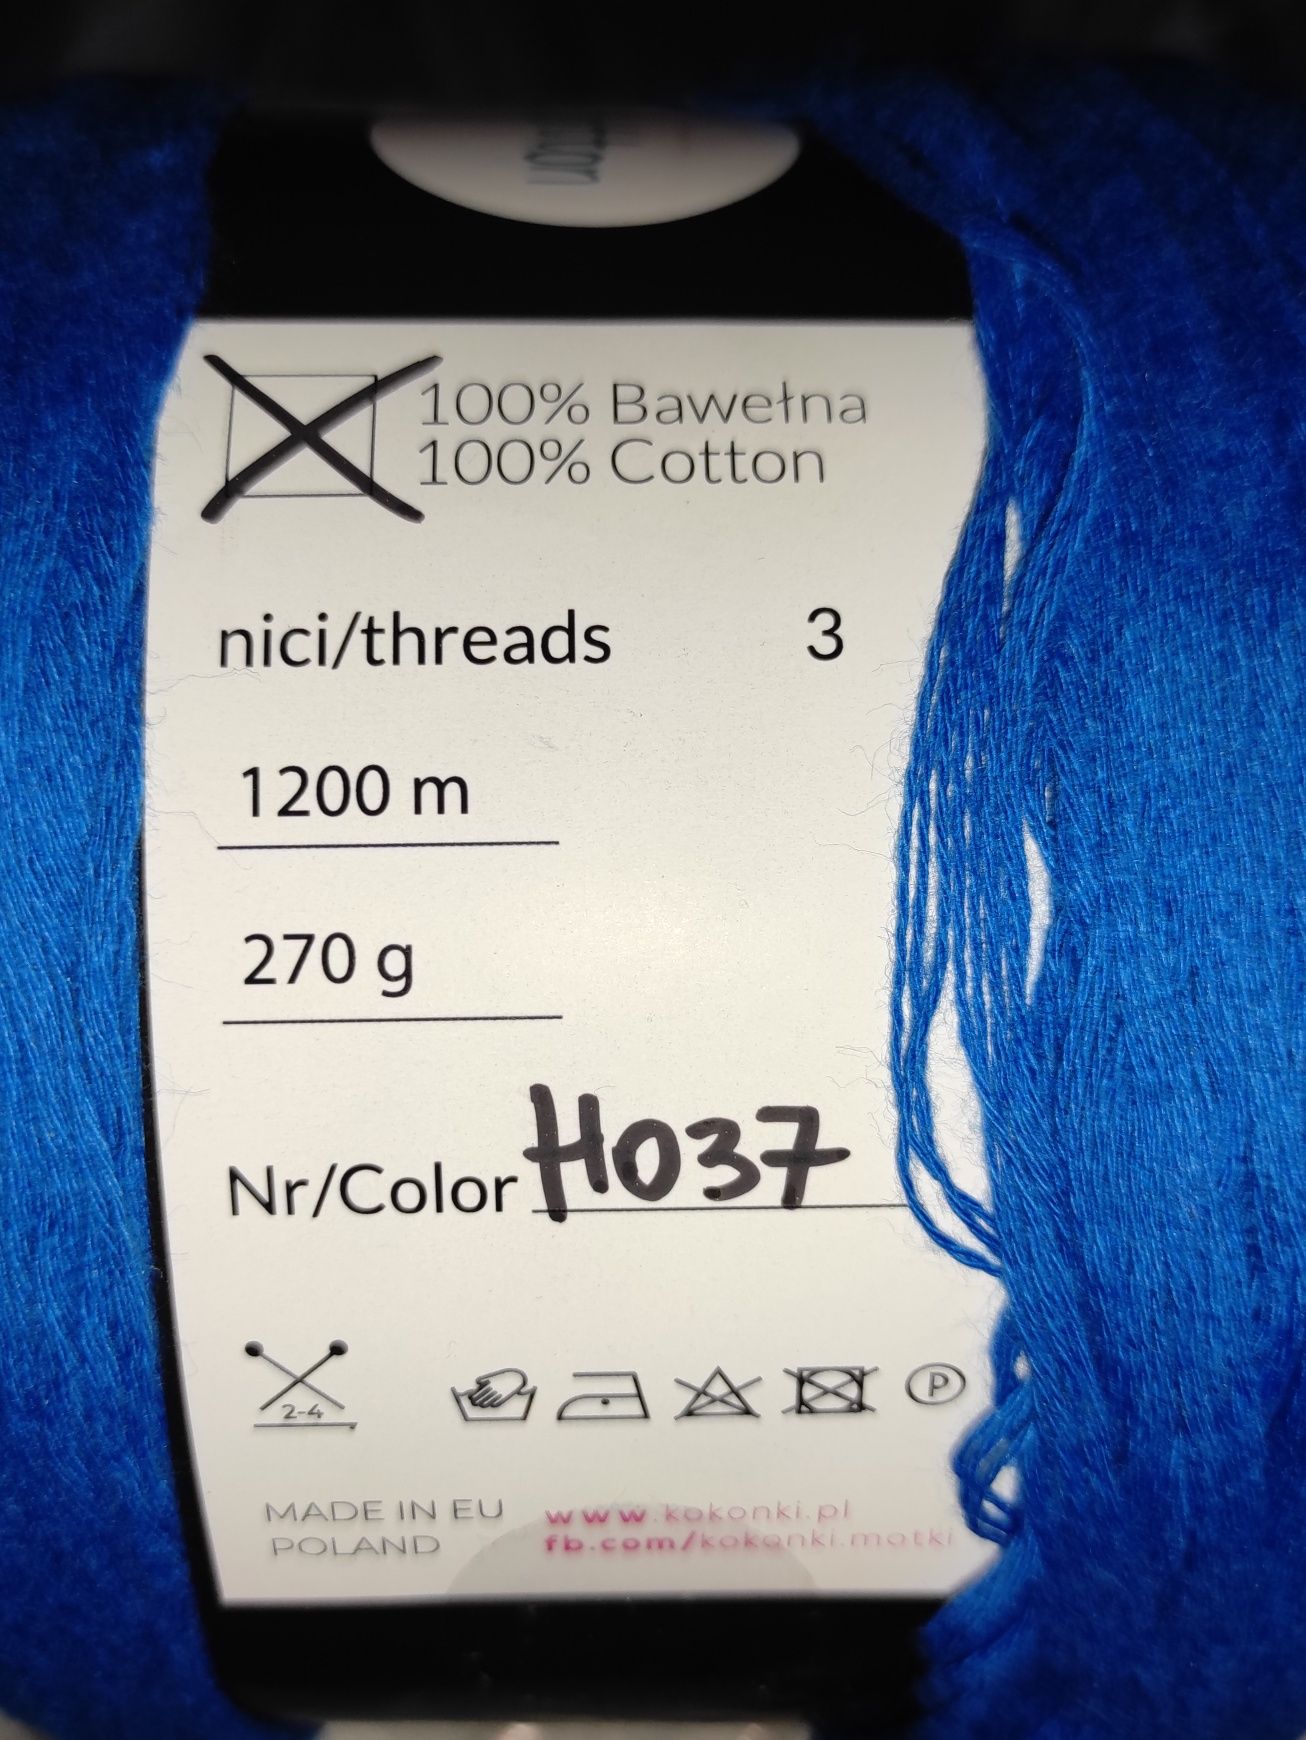 100% Bawełna
100% Cotton
nici/threads 3
1200 m
270 g
Nr/Color H037
2-4
P
MADE IN EU
POLAND
www.kokonki.pl
fb.com/kokonki.motki